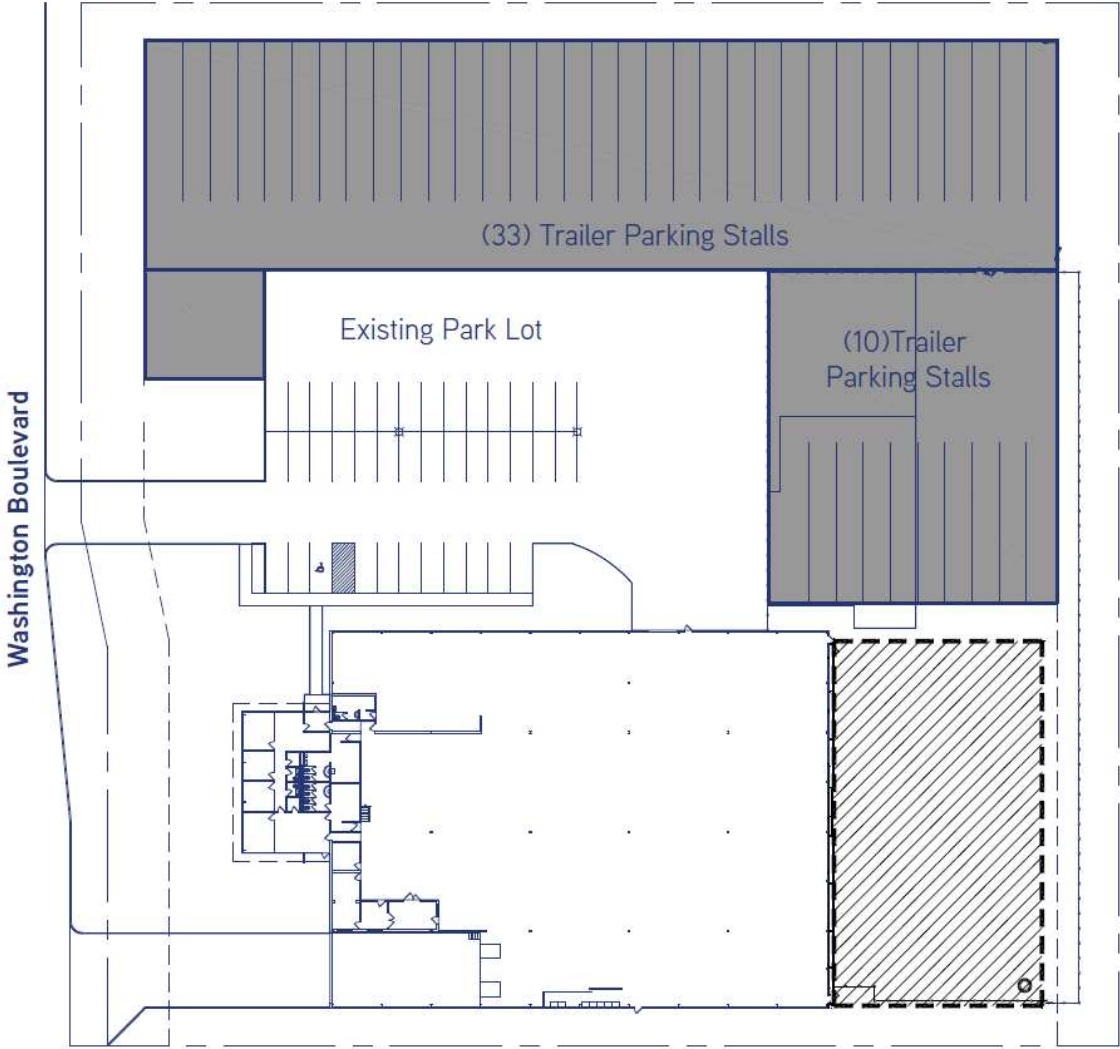 (33) Trailer Parking Stalls
Existing Park Lot
(10)Trailer
Parking Stalls
Washington Boulevard